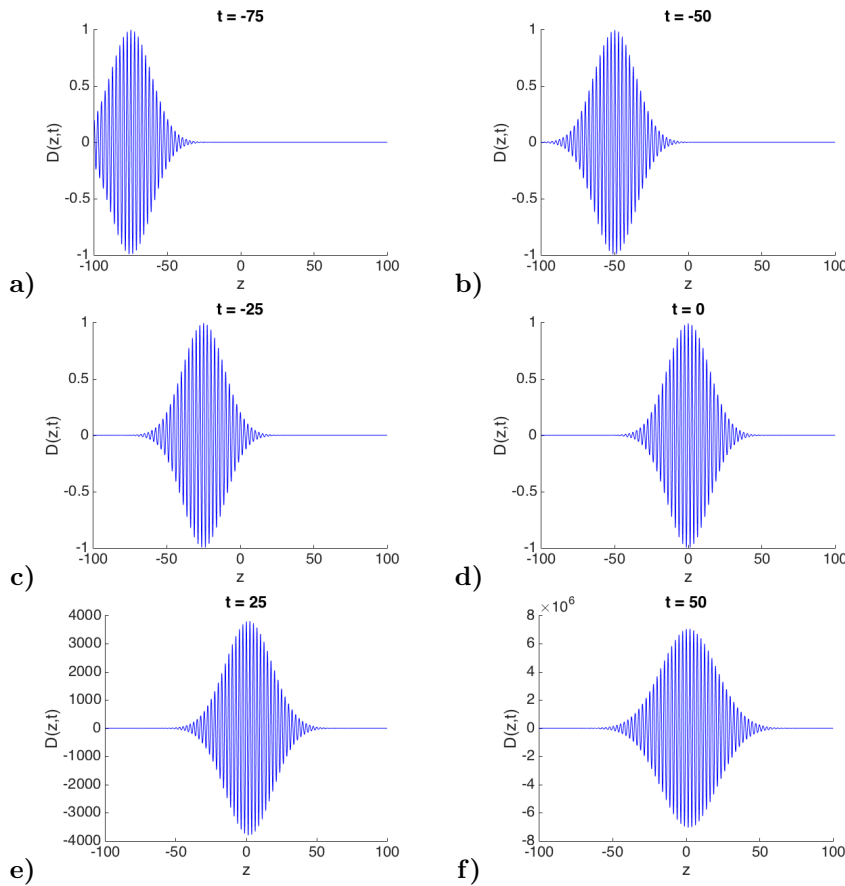 t = -75
D(z,t)
1
0.5
0
-0.5
-1
-100 -50 0 50 100
z
a)
t = -50
D(z,t)
1
0.5
0
-0.5
-1
-100 -50 0 50 100
z
b)
t = -25
D(z,t)
1
0.5
0
-0.5
-1
-100 -50 0 50 100
z
c)
t = 0
D(z,t)
1
0.5
0
-0.5
-1
-100 -50 0 50 100
z
d)
t = 25
D(z,t)
4000
3000
2000
1000
0
-1000
-2000
-3000
-4000
-100 -50 0 50 100
z
e)
×10⁶
t = 50
D(z,t)
8
6
4
2
0
-2
-4
-6
-8
-100 -50 0 50 100
z
f)